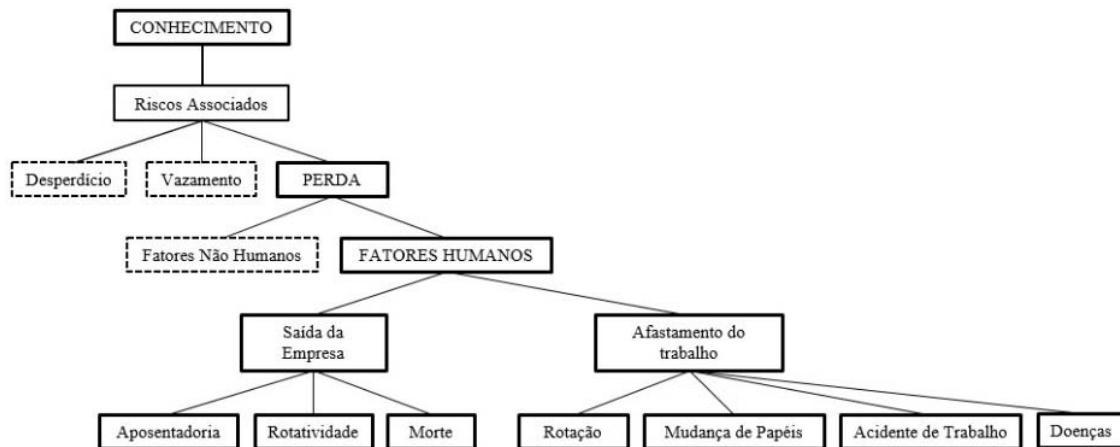 CONHECIMENTO
Riscos Associados
Desperdício
Vazamento
PERDA
Fatores Não Humanos
FATORES HUMANOS
Saída da
Empresa
Afastamento do
trabalho
Aposentadoria
Rotatividade
Morte
Rotação
Mudança de Papéis
Acidente de Trabalho
Doenças